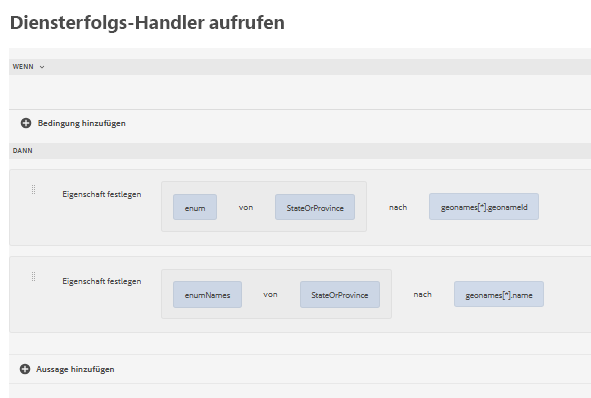 Diensterfolgs-Handler aufrufen
WENN
Bedingung hinzufügen
DANN
Eigenschaft festlegen enum von StateOrProvince nach geonames[*].geonameId
Eigenschaft festlegen enumNames von StateOrProvince nach geonames[*].name
Aussage hinzufügen